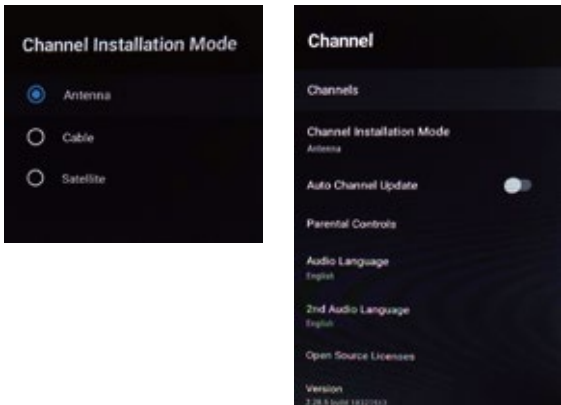 Channel Installation Mode
Antenna
Cable
Satellite
Channel
Channels
Channel Installation Mode
Antenna
Auto Channel Update
Parental Controls
Audio Language
English
2nd Audio Language
English
Open Source Licenses
Version